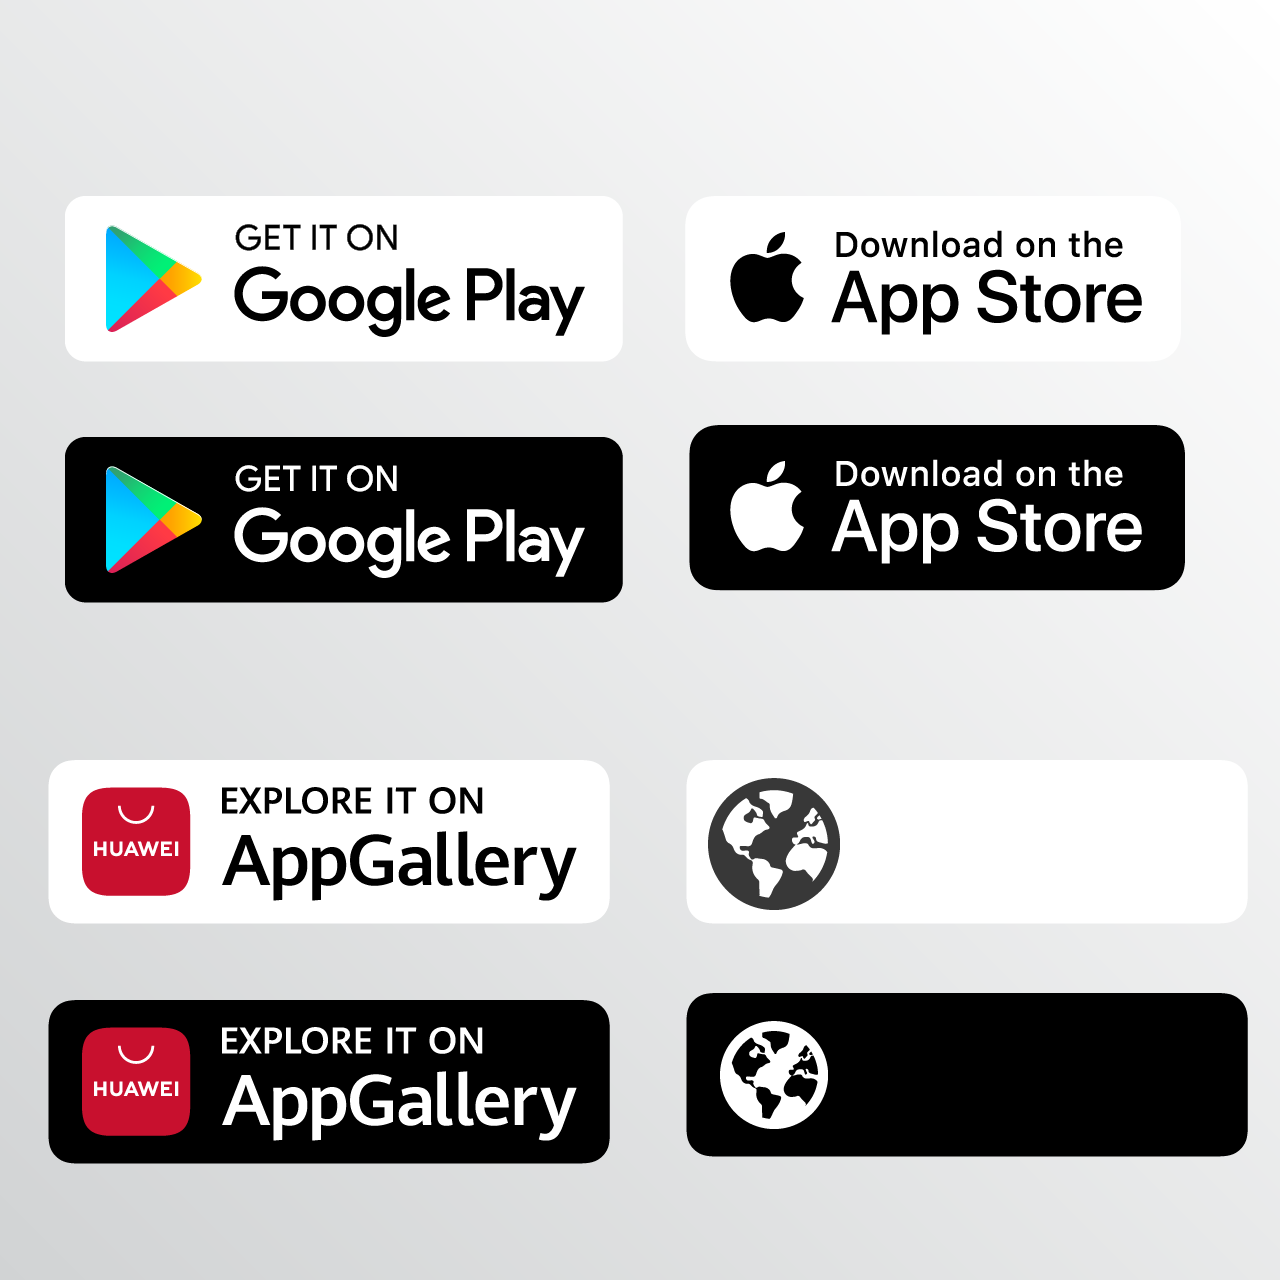 GET IT ON
Google Play
Download on the
App Store
GET IT ON
Google Play
Download on the
App Store
HUAWEI
EXPLORE IT ON
AppGallery
HUAWEI
EXPLORE IT ON
AppGallery